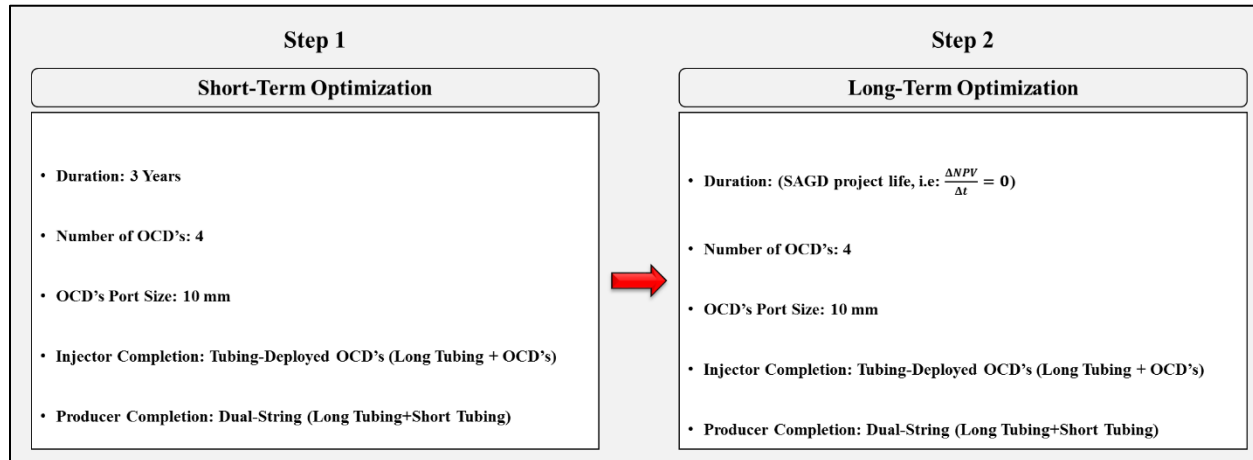 Step 1
Short-Term Optimization
• Duration: 3 Years
• Number of OCD's: 4
• OCD's Port Size: 10 mm
• Injector Completion: Tubing-Deployed OCD's (Long Tubing + OCD's)
• Producer Completion: Dual-String (Long Tubing+Short Tubing)
Step 2
Long-Term Optimization
• Duration: (SAGD project life, i.e: ΔNPV/Δt = 0)
• Number of OCD's: 4
• OCD's Port Size: 10 mm
• Injector Completion: Tubing-Deployed OCD's (Long Tubing + OCD's)
• Producer Completion: Dual-String (Long Tubing+Short Tubing)